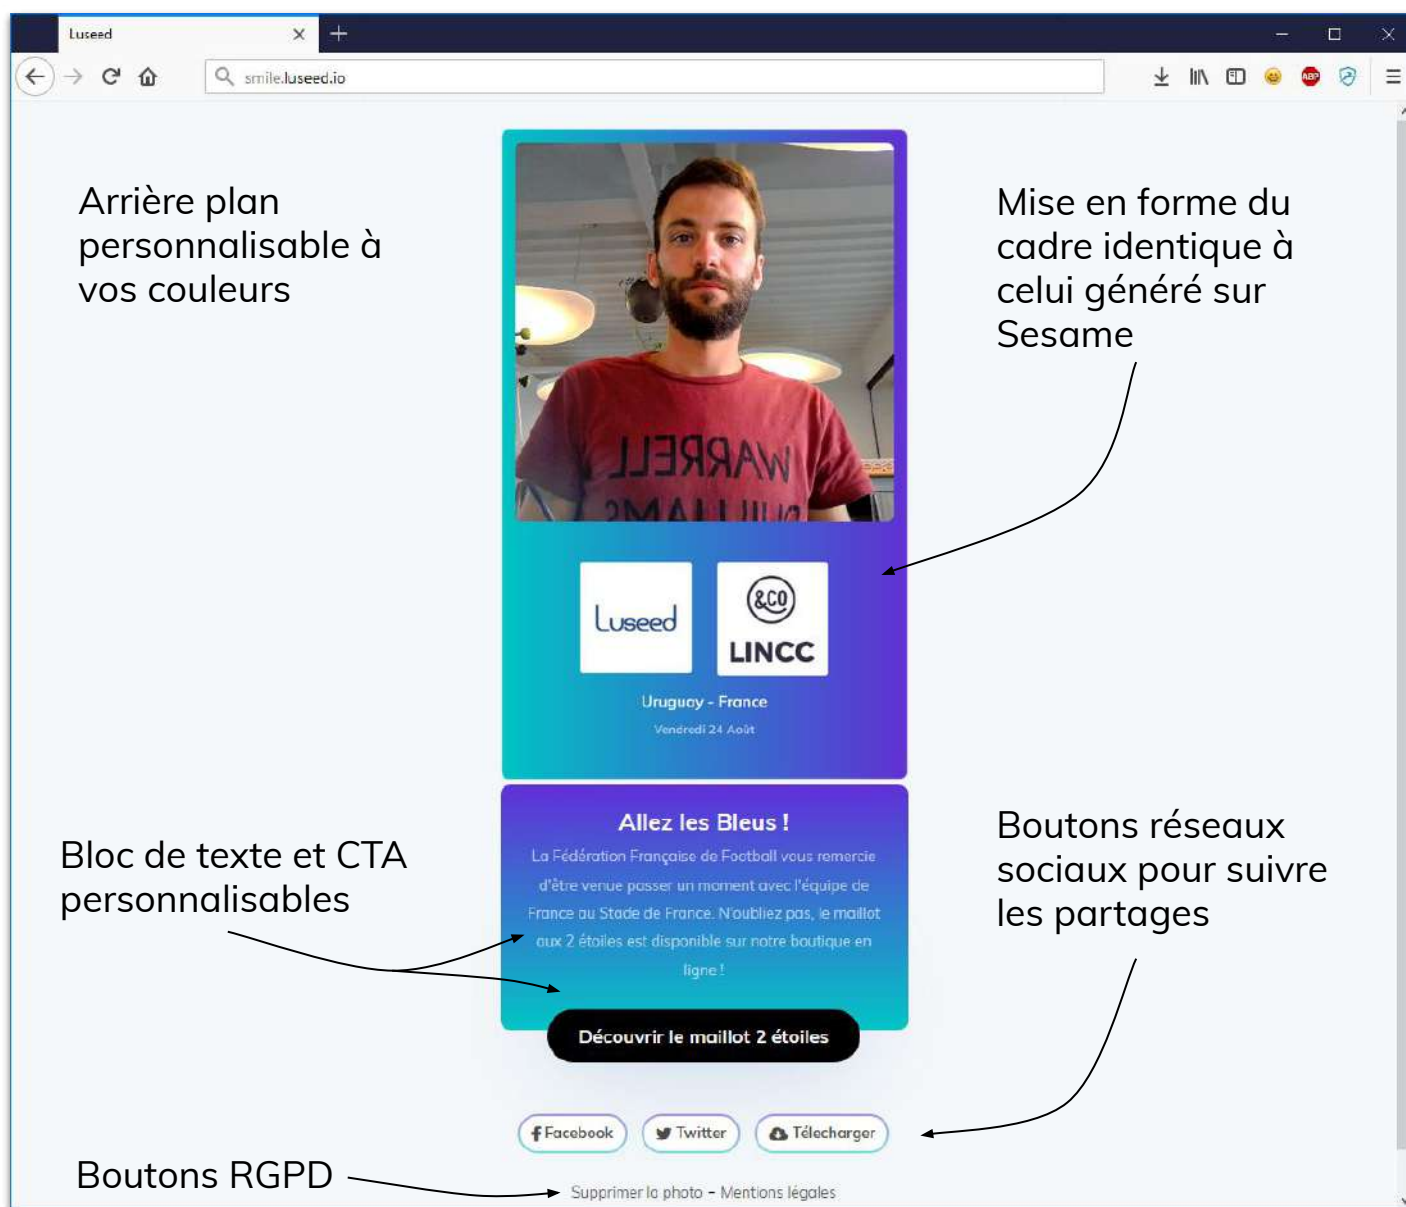 Luseed
smile.luseed.io
ABP
Arrière plan
personnalisable à
vos couleurs
Mise en forme du
cadre identique à
celui généré sur
Sesame
WARRELL
Luseed
&CO
LINCC
Uruguay - France
Vendredi 24 Août
Allez les Bleus !
La Fédération Française de Football vous remercie
d'être venue passer un moment avec l'équipe de
France au Stade de France. N'oubliez pas, le maillot
aux 2 étoiles est disponible sur notre boutique en
ligne !
Découvrir le maillot 2 étoiles
Bloc de texte et CTA
personnalisables
Boutons réseaux
sociaux pour suivre
les partages
Facebook
Twitter
Télecharger
Boutons RGPD
Supprimer la photo - Mentions légales